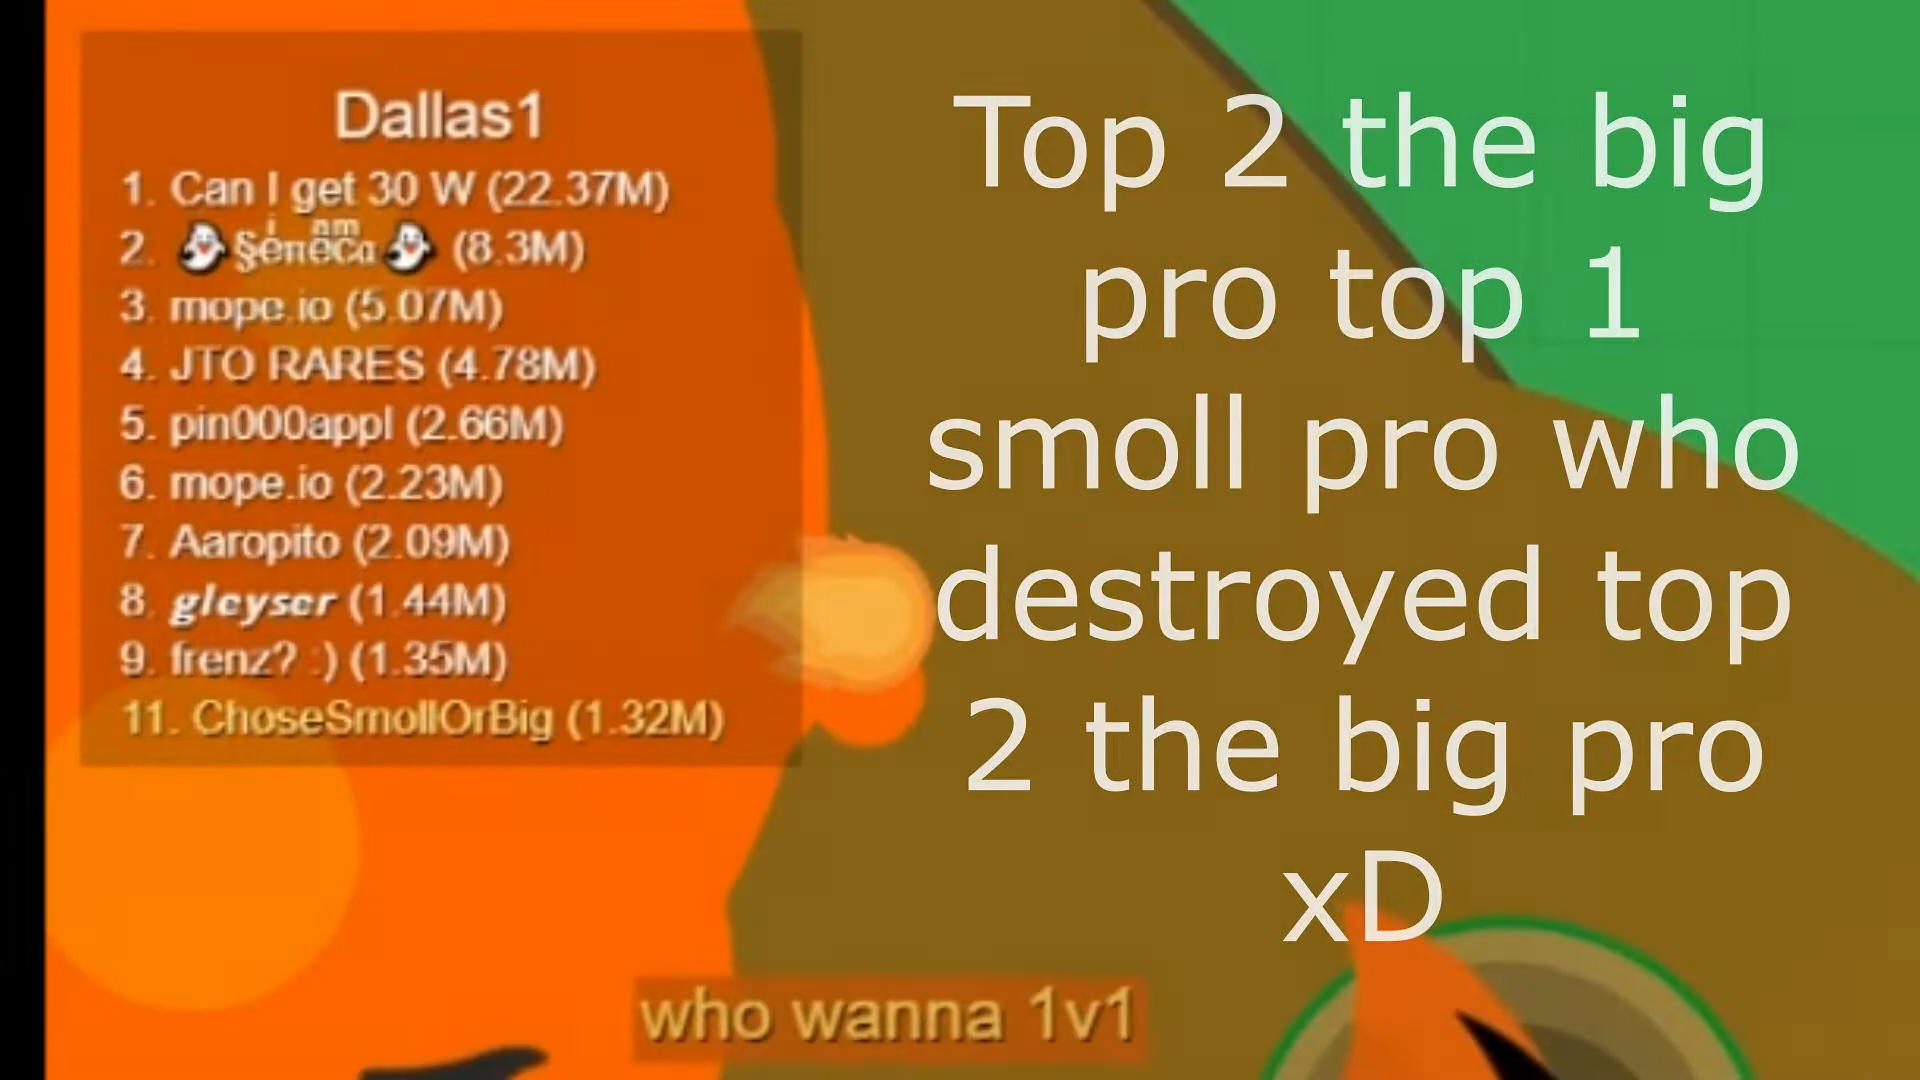 Dallas1
1. Can I get 30 W (22.37M)
2. 👻§éneca👻 (8.3M)
3. mope.io (5.07M)
4. JTO RARES (4.78M)
5. pin000appl (2.66M)
6. mope.io (2.23M)
7. Aaropito (2.09M)
8. gleyser (1.44M)
9. frenz? :) (1.35M)
11. ChoseSmollOrBig (1.32M)
Top 2 the big
pro top 1
smoll pro who
destroyed top
2 the big pro
xD
who wanna 1v1